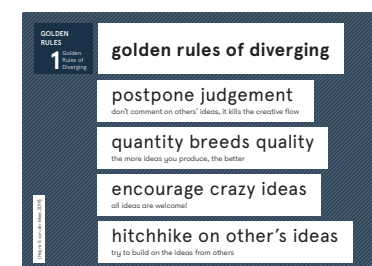 GOLDEN
RULES
1 Golden
Rules of
Diverging
golden rules of diverging
postpone judgement
don't comment on others' ideas, it kills the creative flow
quantity breeds quality
the more ideas you produce, the better
encourage crazy ideas
all ideas are welcome!
hitchhike on other's ideas
try to build on the ideas from others